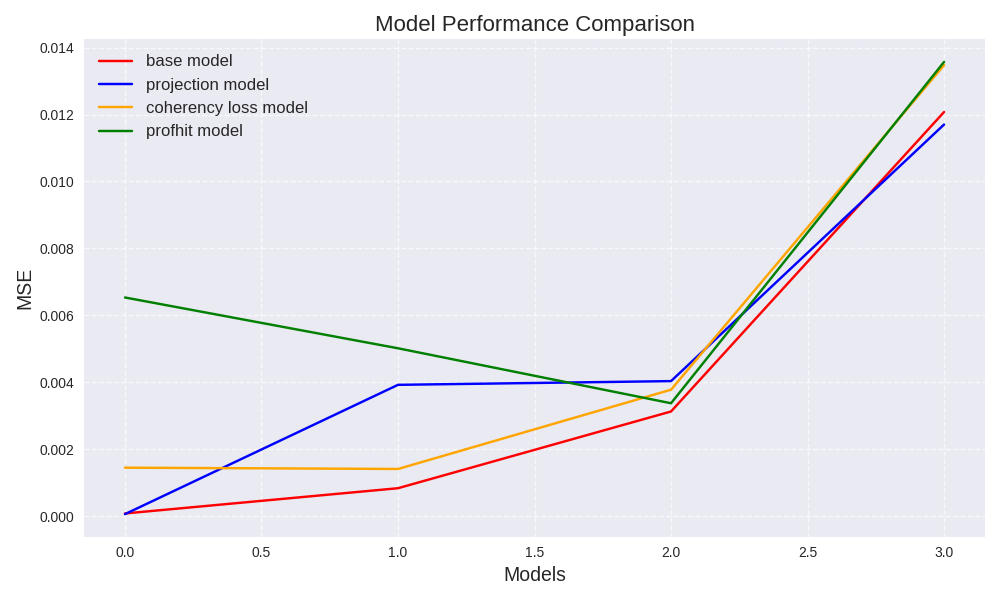 Model Performance Comparison
base model
projection model
coherency loss model
profhit model
MSE
0.014
0.012
0.010
0.008
0.006
0.004
0.002
0.000
0.0 0.5 1.0 1.5 2.0 2.5 3.0
Models